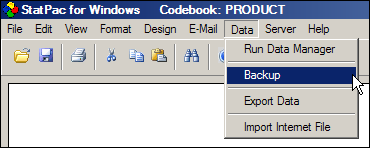 StatPac for Windows Codebook: PRODUCT
File Edit View Format Design E-Mail Data Server Help
Run Data Manager
Backup
Export Data
Import Internet File